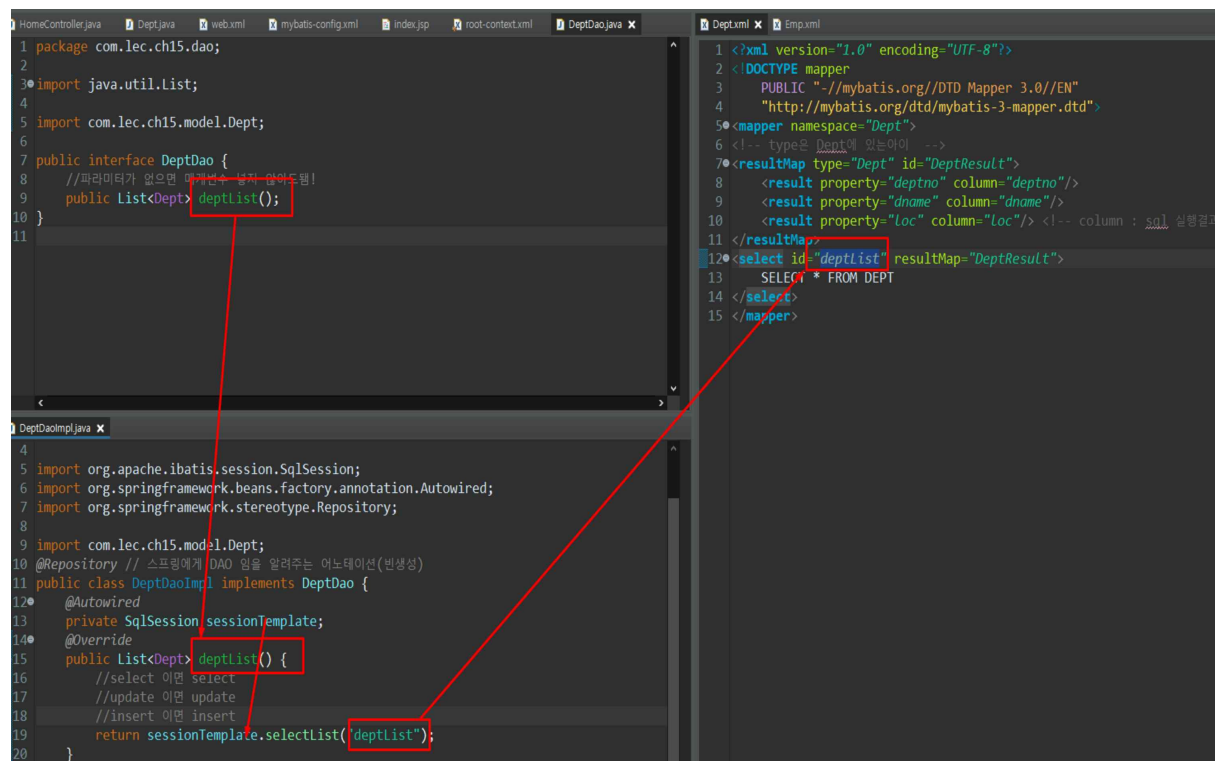 HomeController.java Dept.java web.xml mybatis-config.xml index.jsp root-context.xml DeptDao.java
1 package com.lec.ch15.dao;
2
3 import java.util.List;
4
5 import com.lec.ch15.model.Dept;
6
7 public interface DeptDao {
8 //파라미터가 없으면 매개변수 넣지 않아도됌!
9 public List<Dept> deptList();
10 }
11
DeptDaoImpl.java
4
5 import org.apache.ibatis.session.SqlSession;
6 import org.springframework.beans.factory.annotation.Autowired;
7 import org.springframework.stereotype.Repository;
8
9 import com.lec.ch15.model.Dept;
10 @Repository // 스프링에게 DAO 임을 알려주는 어노테이션(빈생성)
11 public class DeptDaoImpl implements DeptDao {
12 @Autowired
13 private SqlSession sessionTemplate;
14 @Override
15 public List<Dept> deptList() {
16 //select 이면 select
17 //update 이면 update
18 //insert 이면 insert
19 return sessionTemplate.selectList("deptList");
20 }
Dept.xml Emp.xml
1 <?xml version="1.0" encoding="UTF-8"?>
2 <!DOCTYPE mapper
3 PUBLIC "-//mybatis.org//DTD Mapper 3.0//EN"
4 "http://mybatis.org/dtd/mybatis-3-mapper.dtd">
5 <mapper namespace="Dept">
6 <!-- type은 Dept에 있는아이 -->
7 <resultMap type="Dept" id="DeptResult">
8 <result property="deptno" column="deptno"/>
9 <result property="dname" column="dname"/>
10 <result property="loc" column="loc"/> <!-- column : sql 실행결과
11 </resultMap>
12 <select id="deptList" resultMap="DeptResult">
13 SELECT * FROM DEPT
14 </select>
15 </mapper>